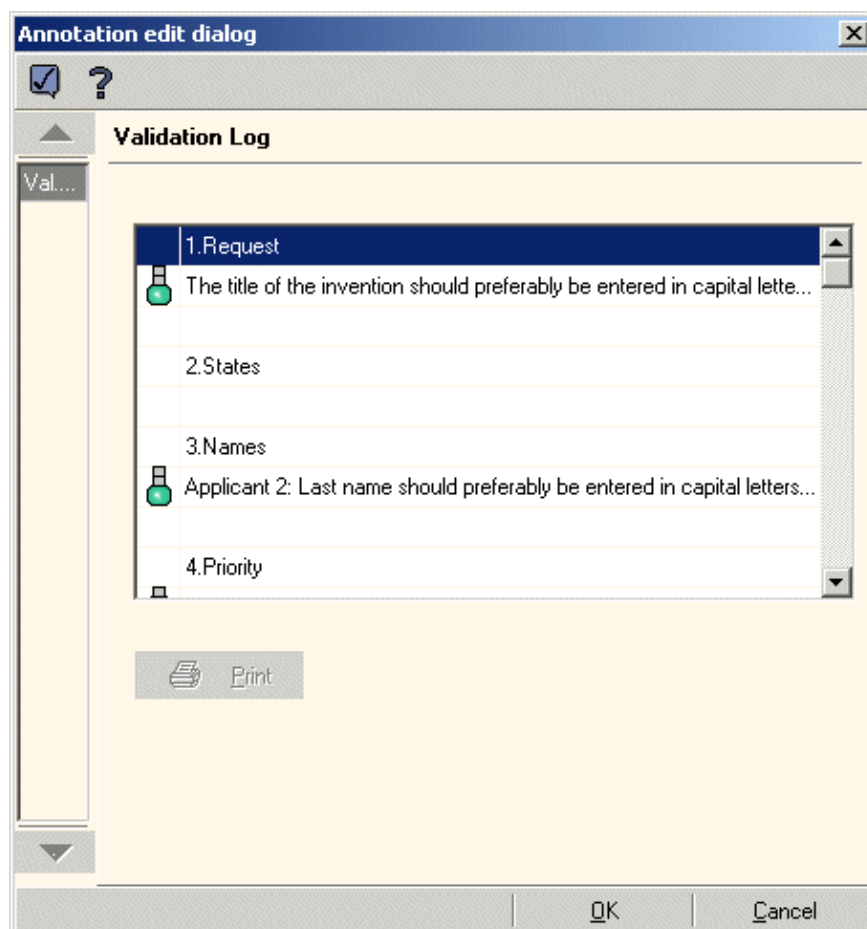 Annotation edit dialog
?
Validation Log
Val....
1.Request
The title of the invention should preferably be entered in capital lette...
2.States
3.Names
Applicant 2: Last name should preferably be entered in capital letters...
4.Priority
Print
OK
Cancel